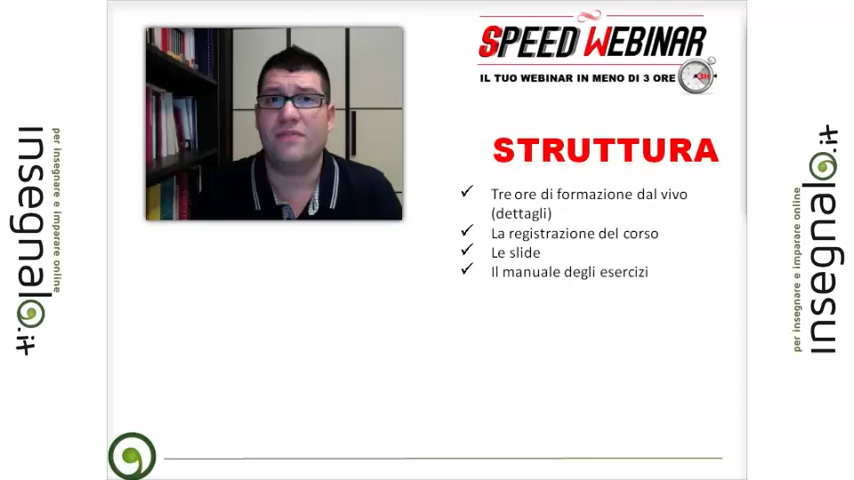 Insegnalo.it
per insegnare e imparare online
SPEED WEBINAR
IL TUO WEBINAR IN MENO DI 3 ORE
3H
STRUTTURA
Tre ore di formazione dal vivo
(dettagli)
La registrazione del corso
Le slide
Il manuale degli esercizi
per insegnare e imparare online
Insegnalo.it